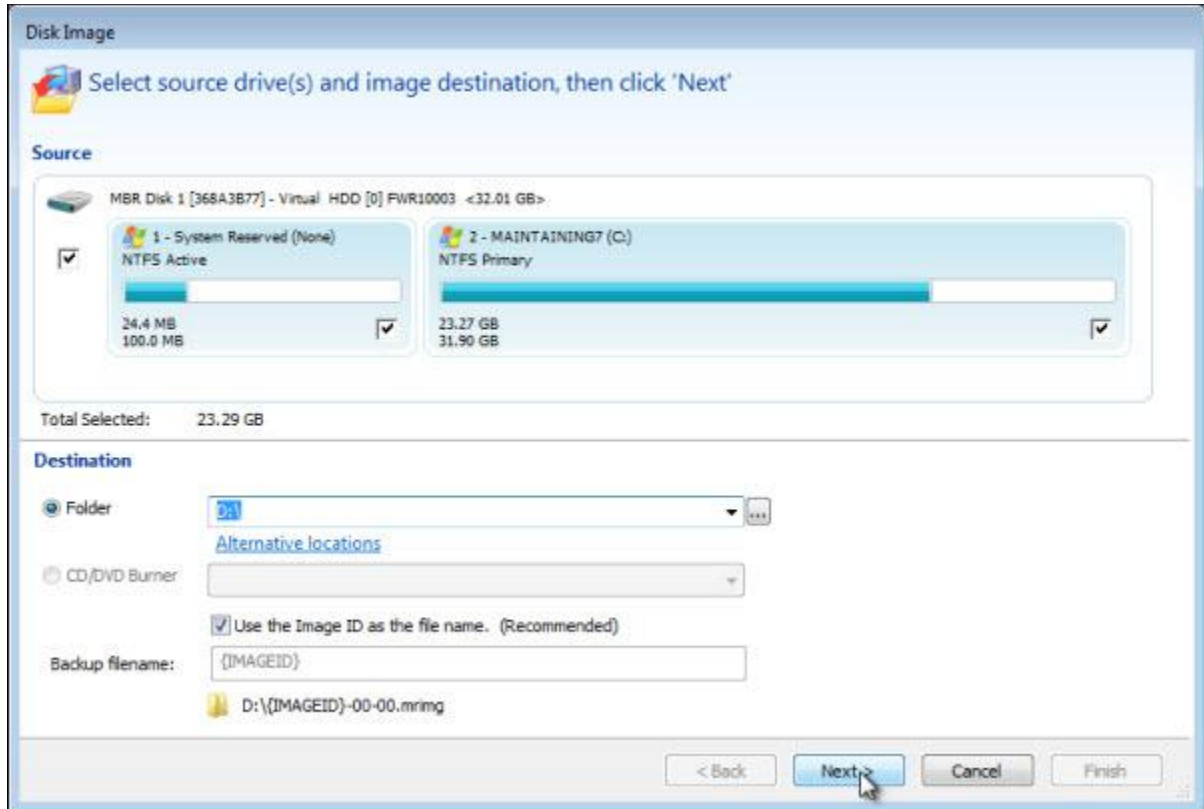 Disk Image
Select source drive(s) and image destination, then click 'Next'
Source
MBR Disk 1 [368A3B77] - Virtual HDD [0] FWR10003 <32.01 GB>
1 - System Reserved (None)
NTFS Active
24.4 MB
100.0 MB
2 - MAINTAINING7 (C:)
NTFS Primary
23.27 GB
31.90 GB
Total Selected: 23.29 GB
Destination
Folder D:\ ...
Alternative locations
CD/DVD Burner
Use the Image ID as the file name. (Recommended)
Backup filename: {IMAGEID}
D:\{IMAGEID}-00-00.mrimg
< Back Next > Cancel Finish